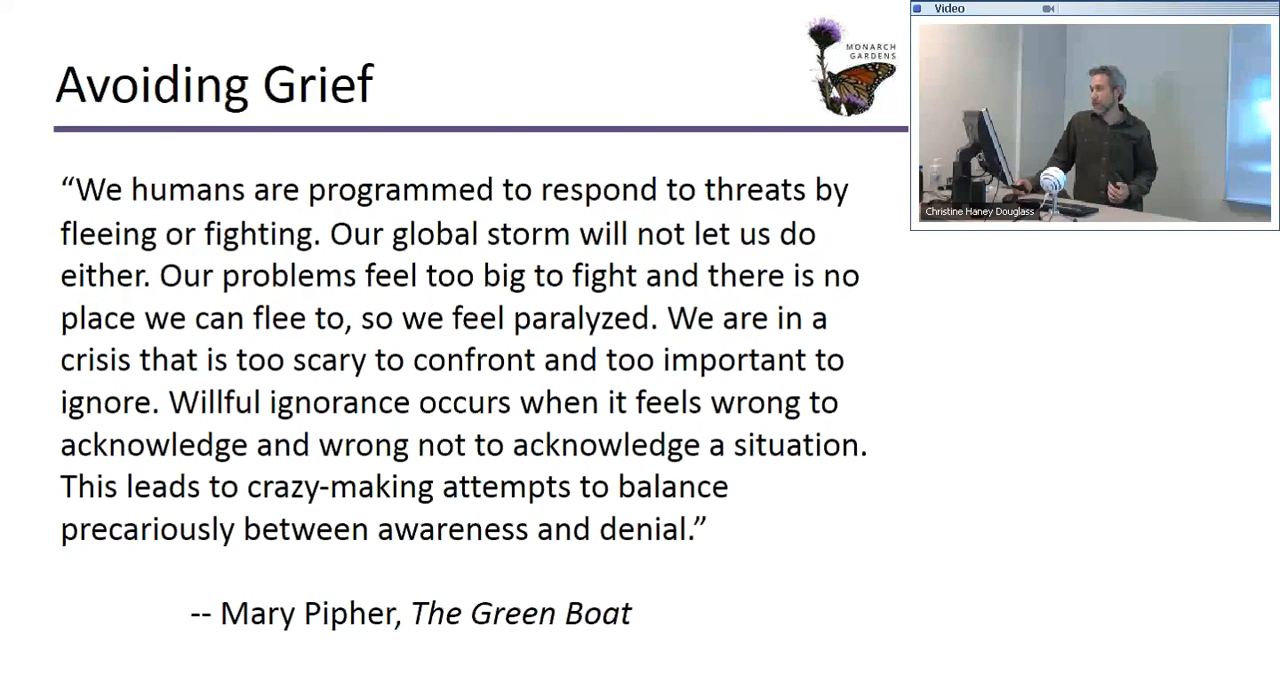 Avoiding Grief
MONARCH
GARDENS
Video
Christine Haney Douglass
“We humans are programmed to respond to threats by
fleeing or fighting. Our global storm will not let us do
either. Our problems feel too big to fight and there is no
place we can flee to, so we feel paralyzed. We are in a
crisis that is too scary to confront and too important to
ignore. Willful ignorance occurs when it feels wrong to
acknowledge and wrong not to acknowledge a situation.
This leads to crazy-making attempts to balance
precariously between awareness and denial.”
-- Mary Pipher, The Green Boat